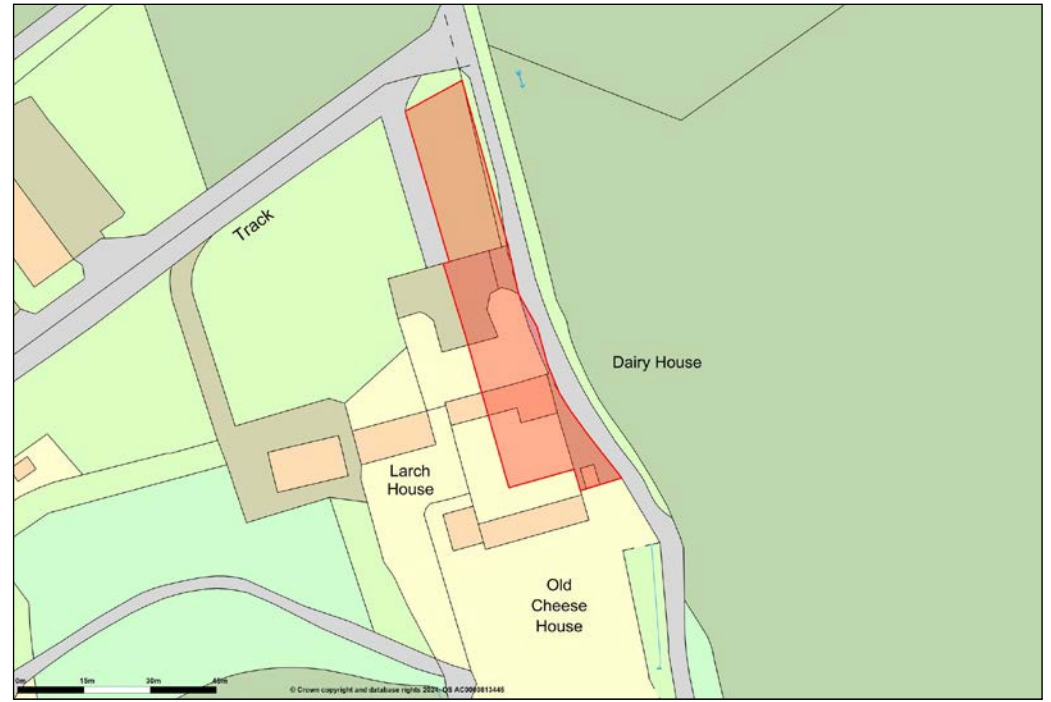 Track
Dairy House
Larch
House
Old
Cheese
House
0m 15m 30m 45m
© Crown copyright and database rights 2024. OS AC0000813445